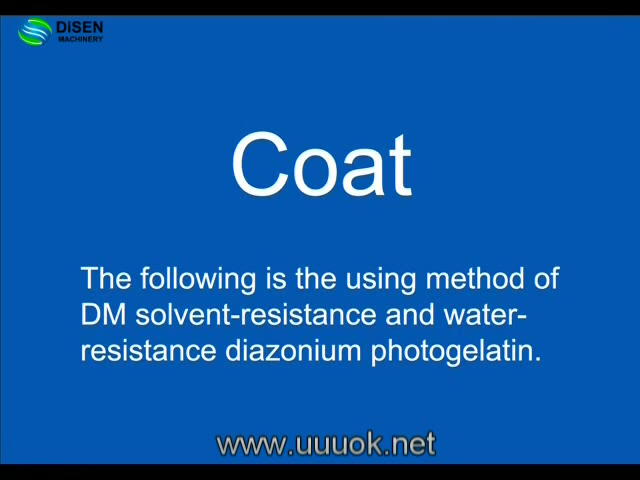 DISEN
MACHINERY
Coat
The following is the using method of
DM solvent-resistance and water-
resistance diazonium photogelatin.
www.uuuok.net